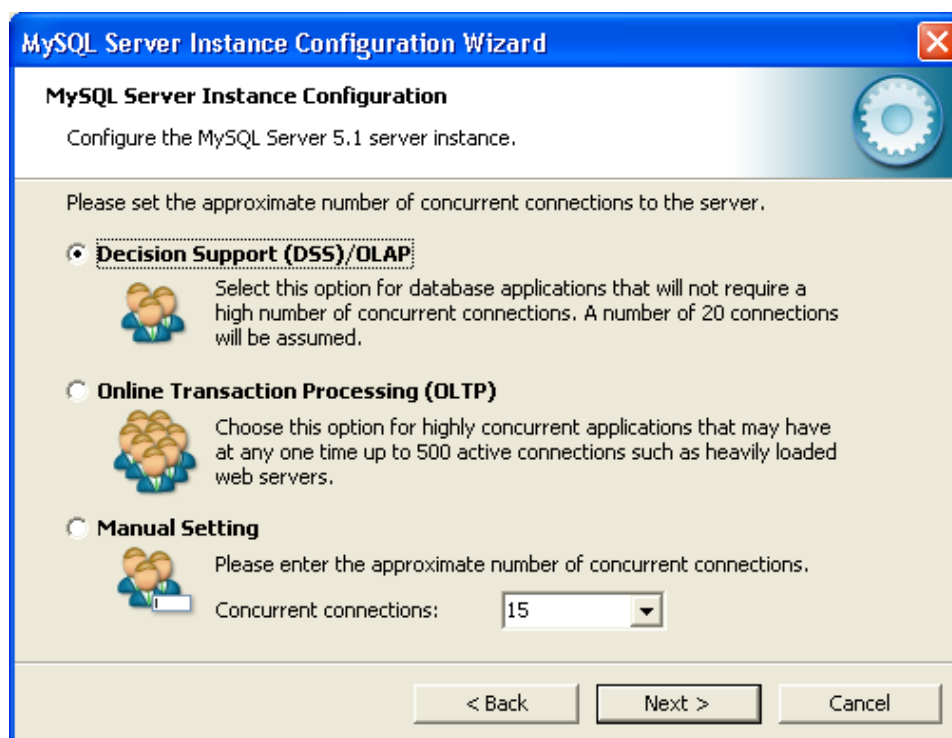 MySQL Server Instance Configuration Wizard
MySQL Server Instance Configuration
Configure the MySQL Server 5.1 server instance.
Please set the approximate number of concurrent connections to the server.
Decision Support (DSS)/OLAP
Select this option for database applications that will not require a
high number of concurrent connections. A number of 20 connections
will be assumed.
Online Transaction Processing (OLTP)
Choose this option for highly concurrent applications that may have
at any one time up to 500 active connections such as heavily loaded
web servers.
Manual Setting
Please enter the approximate number of concurrent connections.
Concurrent connections: 15
< Back Next > Cancel